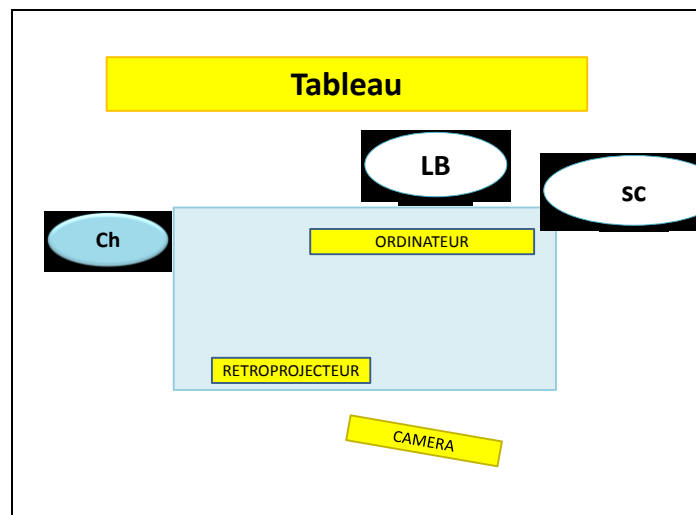 Tableau
LB
sc
Ch
ORDINATEUR
RETROPROJECTEUR
CAMERA